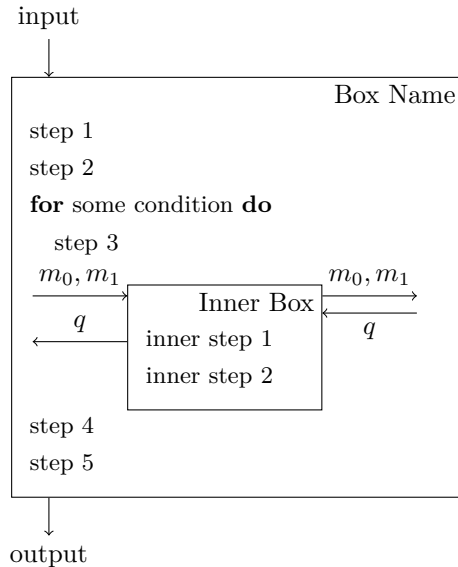 input
Box Name
step 1
step 2
for some condition do
step 3
m₀, m₁
m₀, m₁
Inner Box
q
q
inner step 1
inner step 2
step 4
step 5
output